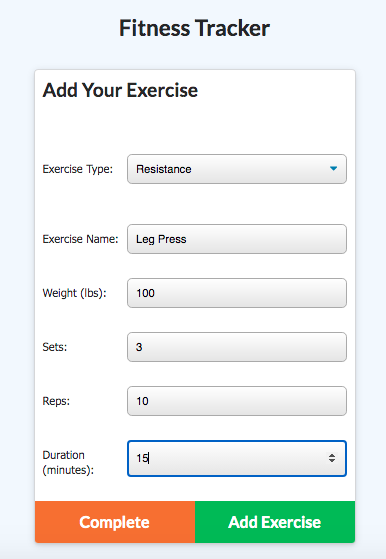 Fitness Tracker
Add Your Exercise
Exercise Type: Resistance
Exercise Name: Leg Press
Weight (lbs): 100
Sets: 3
Reps: 10
Duration
(minutes): 15
Complete Add Exercise